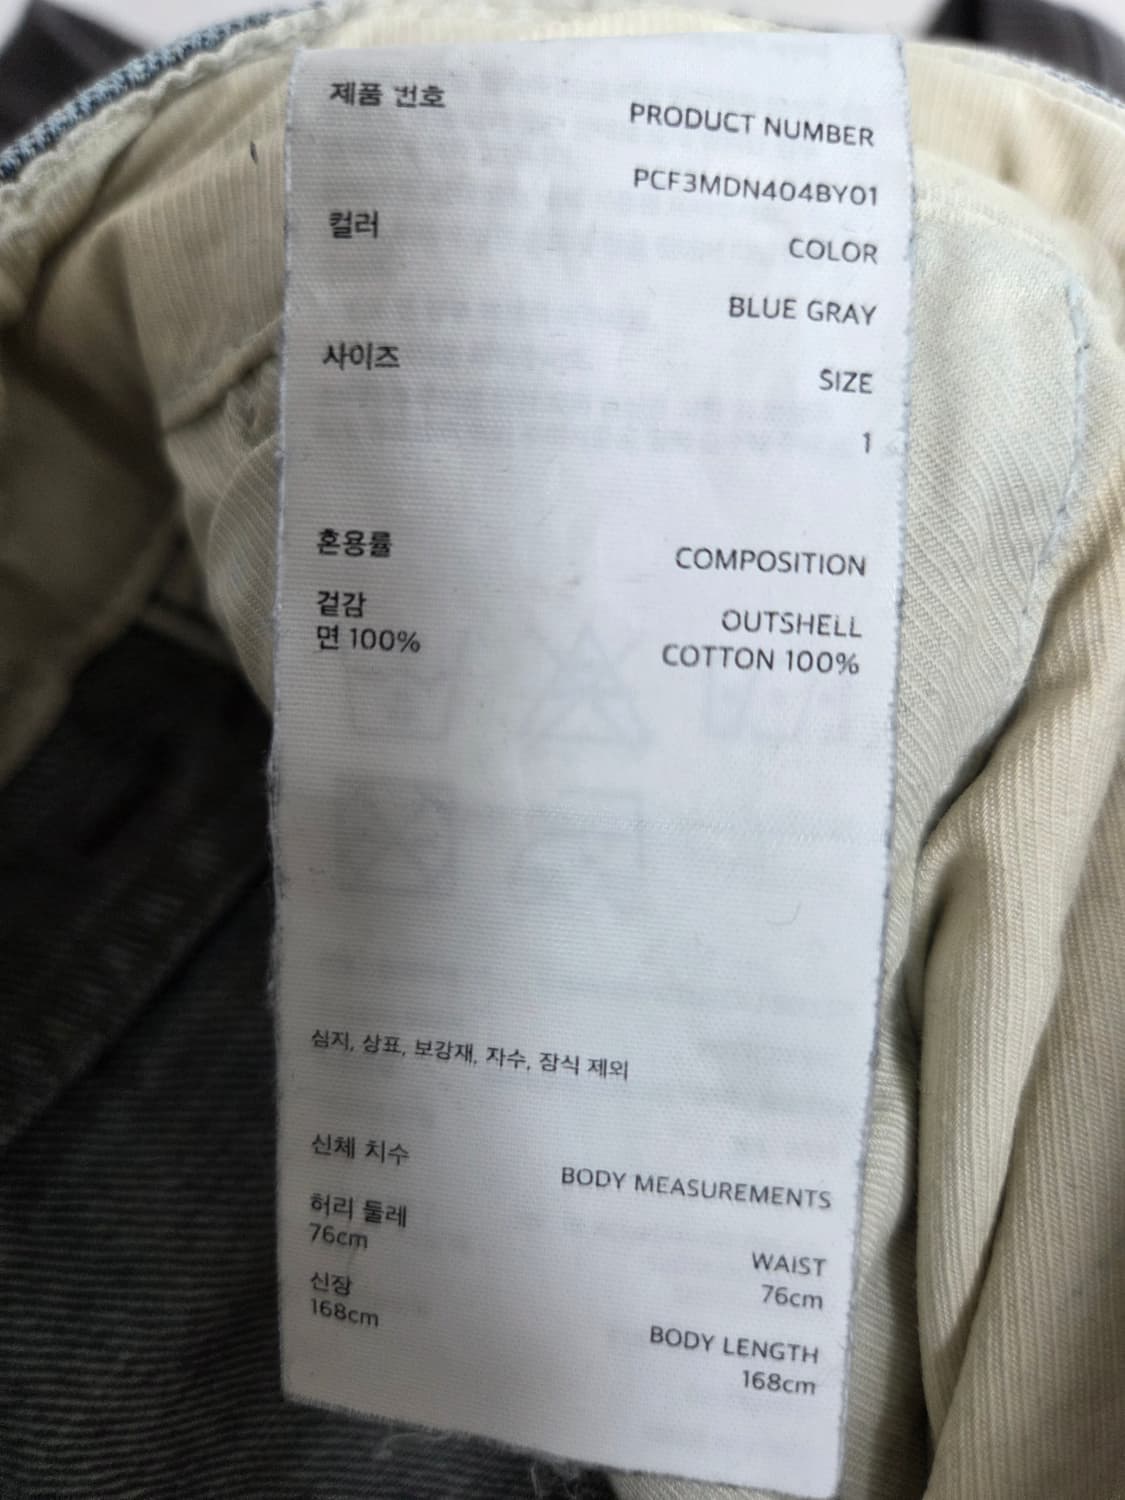 제품 번호
PRODUCT NUMBER
PCF3MDN404BY01
컬러
COLOR
BLUE GRAY
사이즈
SIZE
1
혼용률
COMPOSITION
겉감
OUTSHELL
면 100%
COTTON 100%
심지, 상표, 보강재, 자수, 장식 제외
신체 치수
BODY MEASUREMENTS
허리 둘레
WAIST
76cm
76cm
신장
BODY LENGTH
168cm
168cm